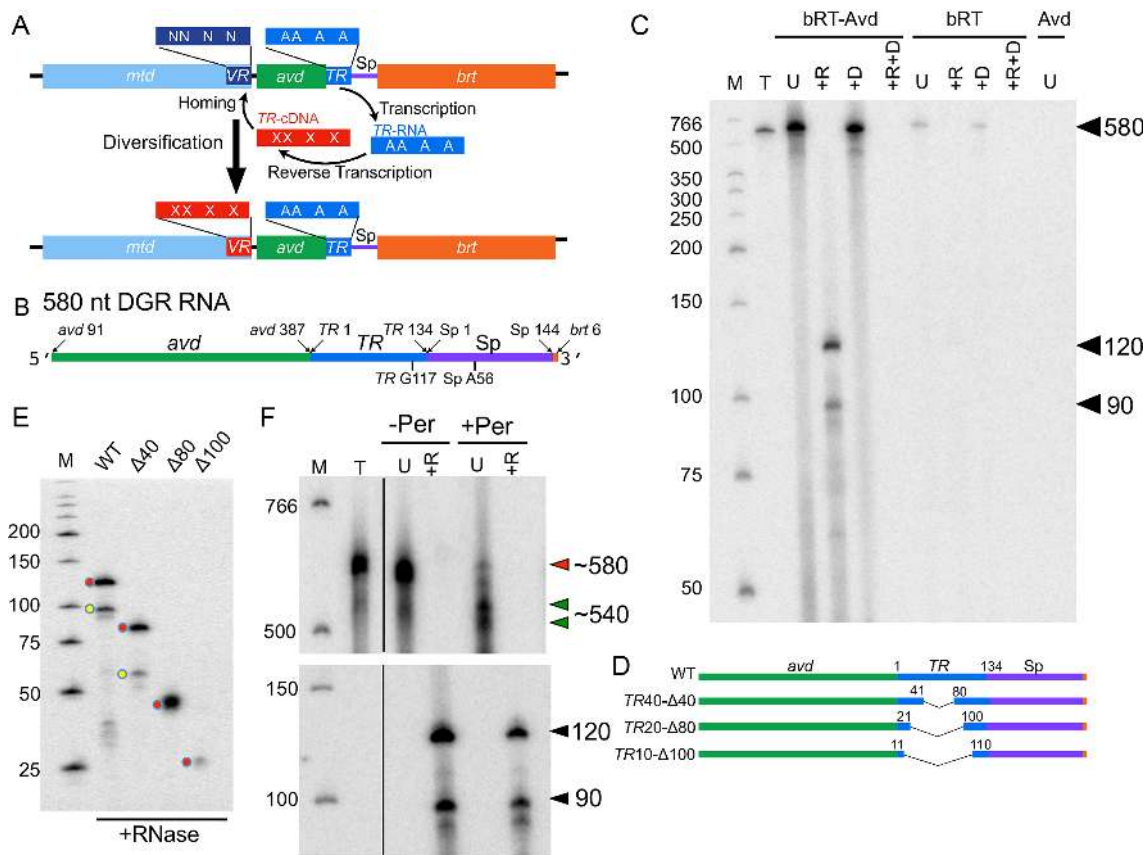 A
NN N N
AA A A
Sp
mtd
VR
avd
TR
brt
Homing
TR-cDNA
XX X X
Transcription
TR-RNA
AA A A
Diversification
Reverse Transcription
XX X X
AA A A
Sp
mtd
VR
avd
TR
brt
B 580 nt DGR RNA
avd 91
avd 387
TR 1
TR 134
Sp 1
Sp 144
brt 6
5 ′
avd
TR
Sp
3′
TR G117
Sp A56
C
bRT-Avd
bRT
Avd
M T U +R +D +R+D U +R +D +R+D U
766
500
350
300
250
200
150
100
75
50
580
120
90
D
1
TR
134
WT
avd
Sp
TR40-Δ40
41
80
TR20-Δ80
21
100
TR10-Δ100
11
110
E
M WT Δ40 Δ80 Δ100
200
150
100
75
50
25
+RNase
F
-Per +Per
M T U +R U +R
766
500
~580
~540
150
100
120
90